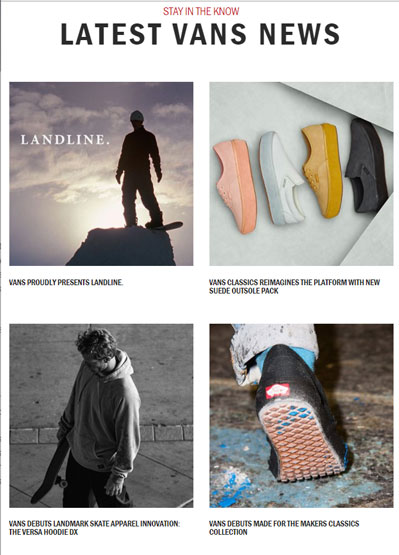 STAY IN THE KNOW
LATEST VANS NEWS
LANDLINE.
VANS PROUDLY PRESENTS LANDLINE.
VANS CLASSICS REIMAGINES THE PLATFORM WITH NEW
SUEDE OUTSOLE PACK
VANS DEBUTS LANDMARK SKATE APPAREL INNOVATION:
THE VERSA HOODIE DX
VANS DEBUTS MADE FOR THE MAKERS CLASSICS
COLLECTION